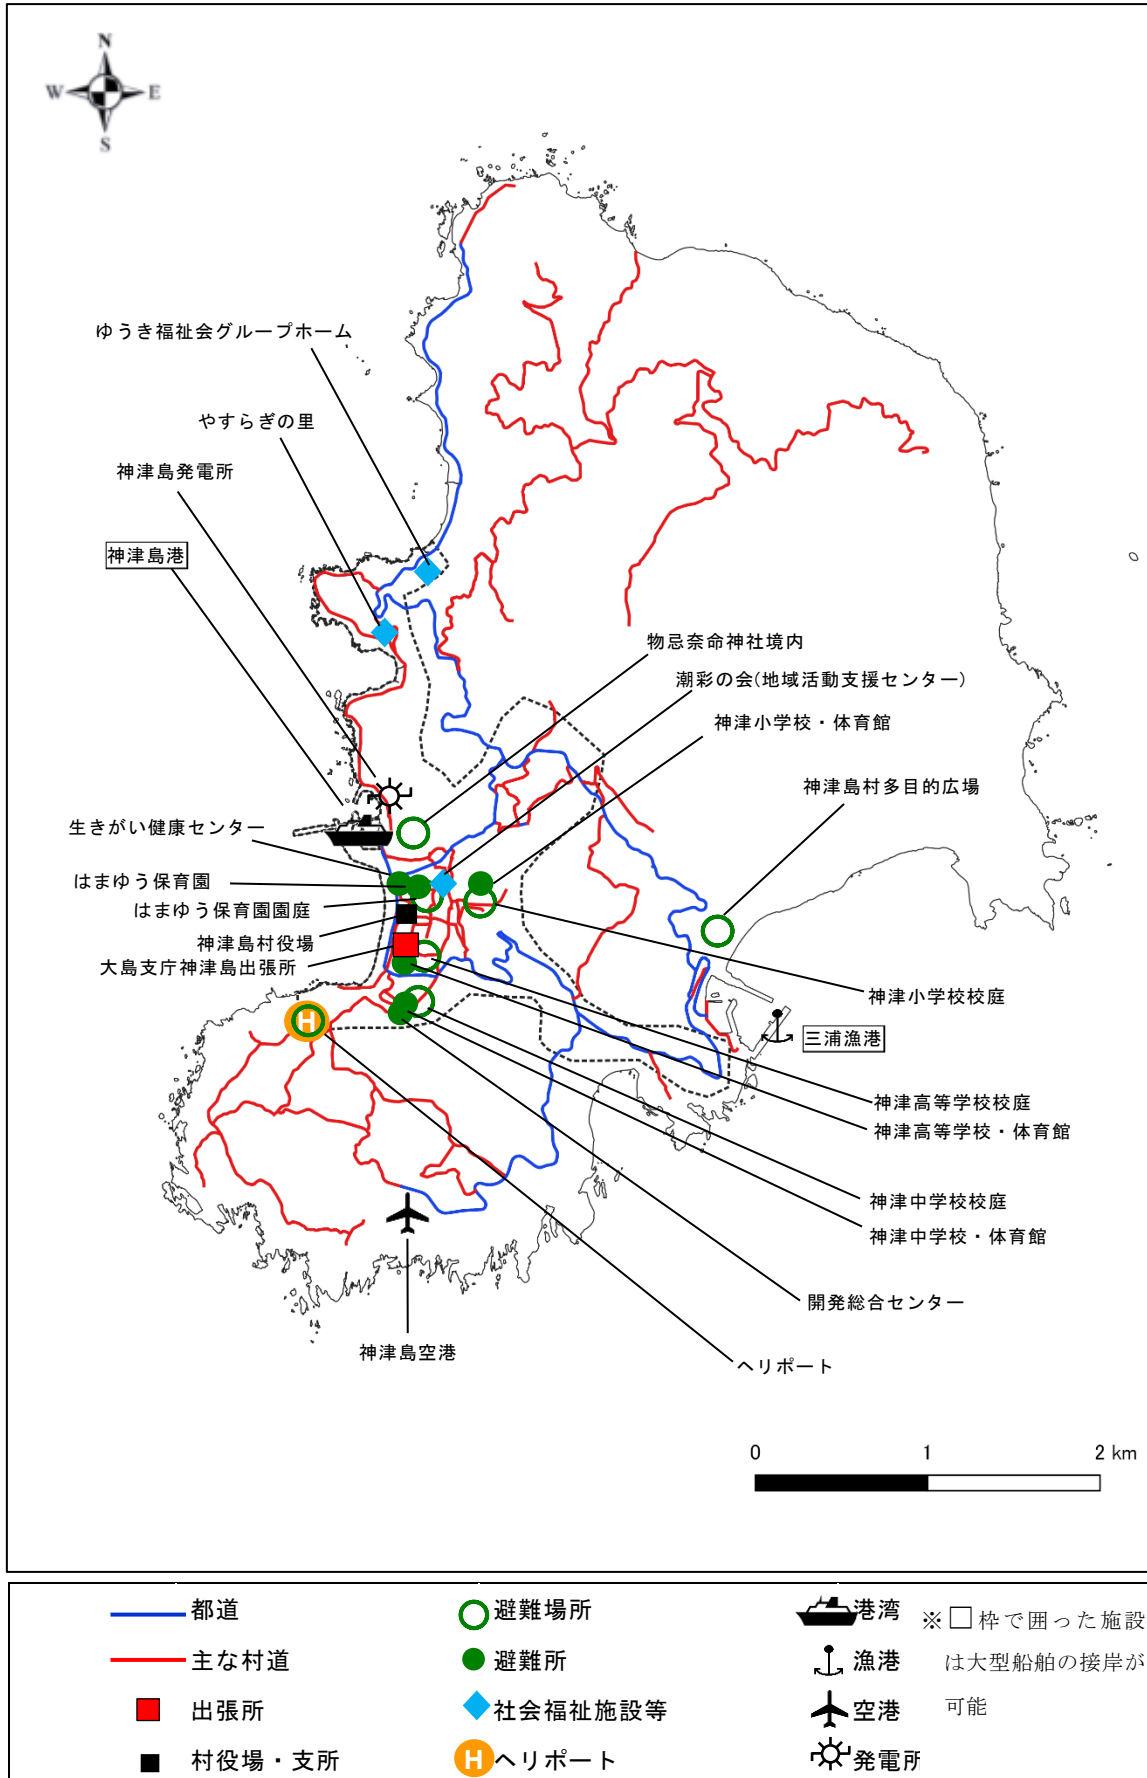 N
W E
S
ゆうき福祉会グループホーム
やすらぎの里
神津島発電所
神津島港
物忌奈命神社境内
潮彩の会(地域活動支援センター)
神津小学校・体育館
神津島村多目的広場
生きがい健康センター
はまゆう保育園
はまゆう保育園園庭
神津島村役場
大島支庁神津島出張所
H
神津小学校校庭
三浦漁港
神津高等学校校庭
神津高等学校・体育館
神津中学校校庭
神津中学校・体育館
開発総合センター
神津島空港
ヘリポート
0 1 2 km
都道
避難場所
港湾
※□枠で囲った施設
主な村道
避難所
漁港
は大型船舶の接岸が
出張所
社会福祉施設等
空港
可能
村役場・支所
H
ヘリポート
発電所